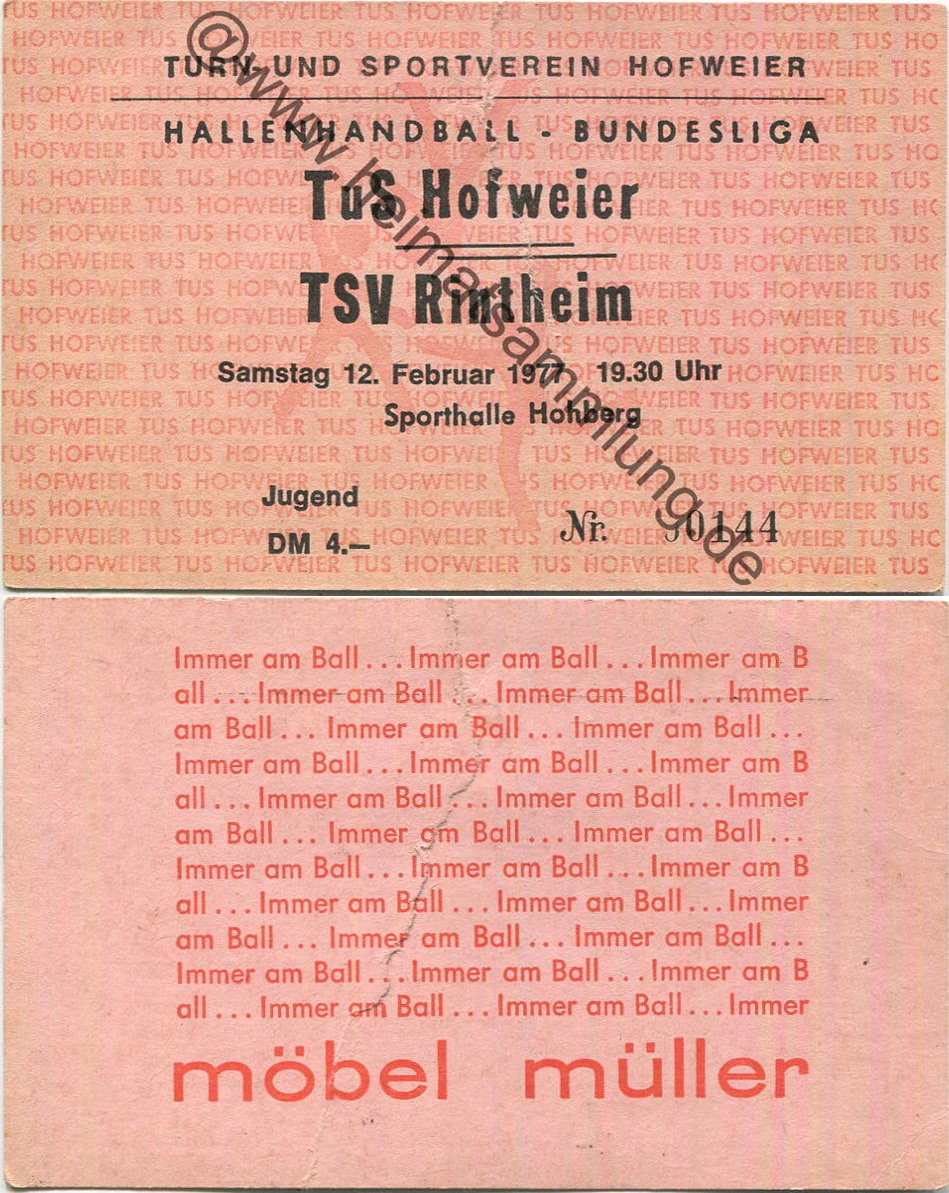 TURN-UND SPORTVEREIN HOFWEIER
HALLENHANDBALL - BUNDESLIGA
TuS Hofweier
TSV Rintheim
Samstag 12. Februar 1977 19.30 Uhr
Sporthalle Hohberg
Jugend
DM 4.—
Nr. 00144
@www.heimatsammlung.de
Immer am Ball...Immer am Ball...Immer am B
all...Immer am Ball...Immer am Ball...Immer
am Ball...Immer am Ball...Immer am Ball...
Immer am Ball...Immer am Ball...Immer am B
all...Immer am Ball...Immer am Ball...Immer
am Ball...Immer am Ball...Immer am Ball...
Immer am Ball...Immer am Ball...Immer am B
all...Immer am Ball...Immer am Ball...Immer
am Ball...Immer am Ball...Immer am Ball...
Immer am Ball...Immer am Ball...Immer am B
all...Immer am Ball...Immer am Ball...Immer
möbel müller